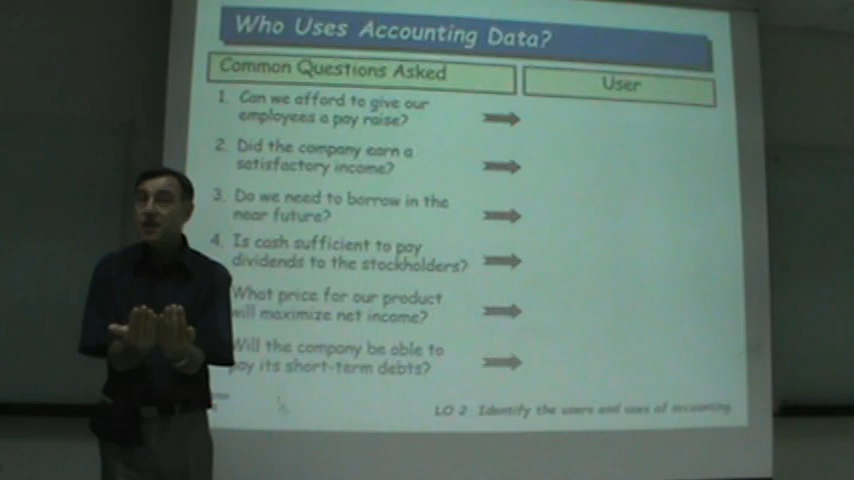 Who Uses Accounting Data?
Common Questions Asked
User
1. Can we afford to give our
employees a pay raise?
2. Did the company earn a
satisfactory income?
3. Do we need to borrow in the
near future?
4. Is cash sufficient to pay
dividends to the stockholders?
What price for our product
will maximize net income?
Will the company be able to
pay its short-term debts?
LO 2 Identify the users and uses of accounting.